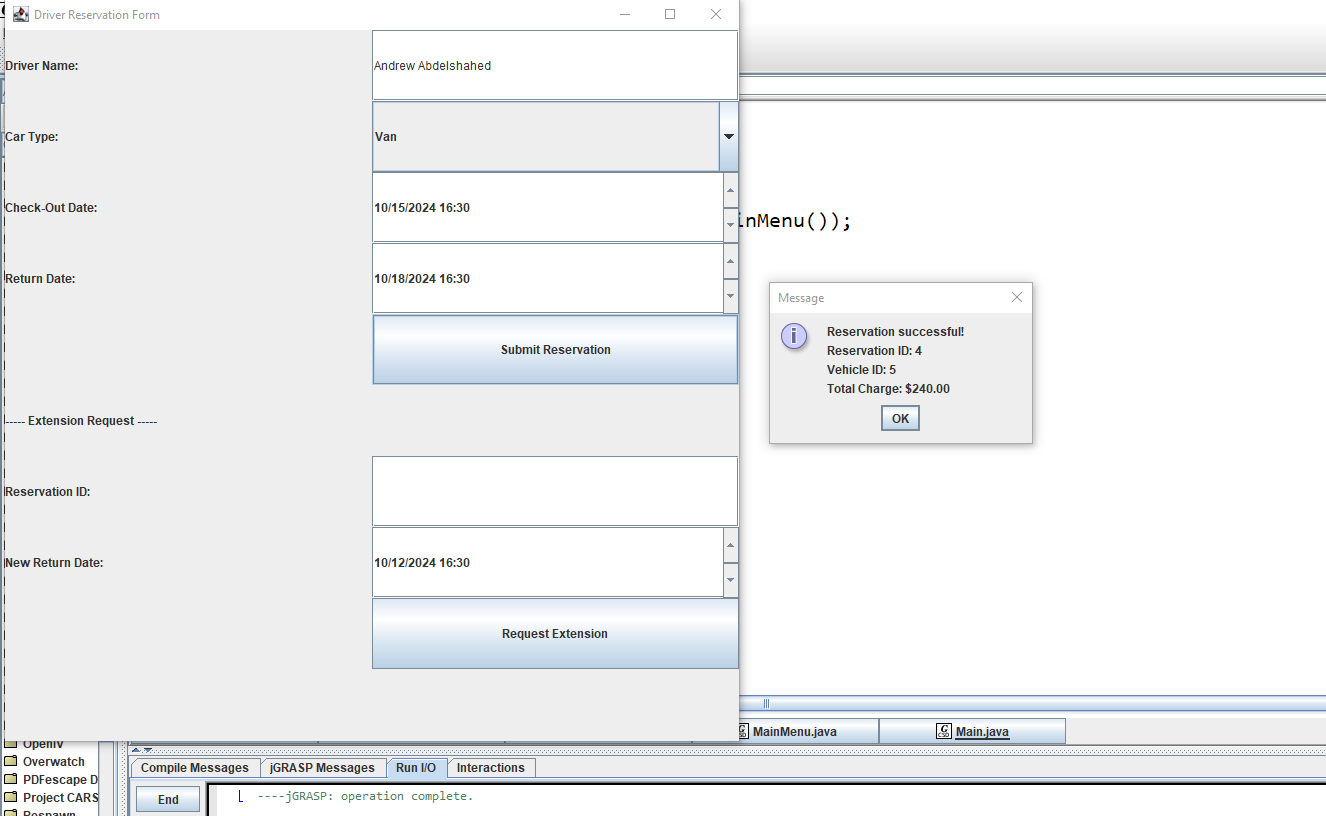 Driver Reservation Form
Driver Name:
Andrew Abdelshahed
Car Type:
Van
Check-Out Date:
10/15/2024 16:30
inMenu());
Return Date:
10/18/2024 16:30
Message
Reservation successful!
Reservation ID: 4
Vehicle ID: 5
Total Charge: $240.00
OK
Submit Reservation
----- Extension Request -----
Reservation ID:
New Return Date:
10/12/2024 16:30
Request Extension
MainMenu.java
Main.java
OpenIV
Overwatch
PDFescape D
Project CARS
Respawn
Compile Messages
jGRASP Messages
Run I/O
Interactions
End
----jGRASP: operation complete.